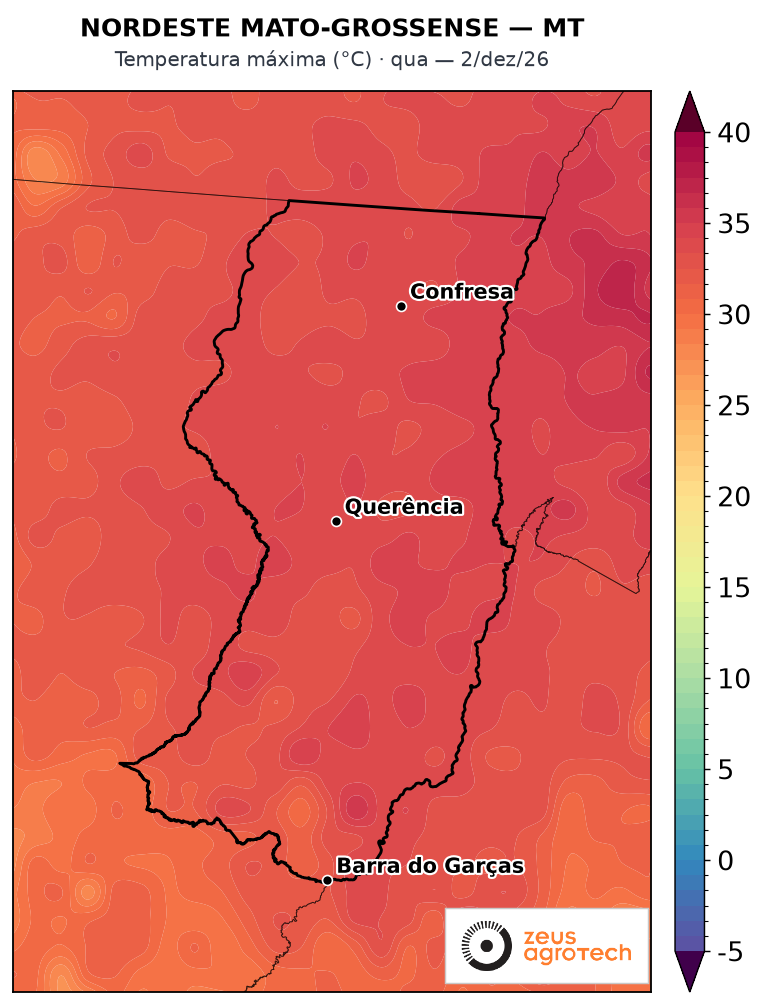 NORDESTE MATO-GROSSENSE — MT
Temperatura máxima (°C) · qua — 2/dez/26
40
35
30
25
20
15
10
5
0
-5
Confresa
Querência
Barra do Garças
zeus
agrotech